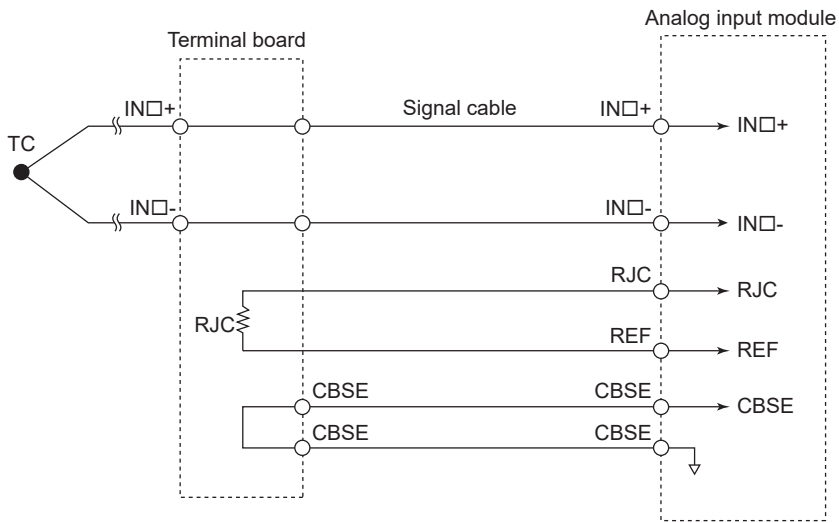 Analog input module
Terminal board
IN□+
Signal cable
IN□+
IN□+
TC
IN□-
IN□-
IN□-
RJC
RJC
RJC
REF
REF
CBSE
CBSE
CBSE
CBSE
CBSE